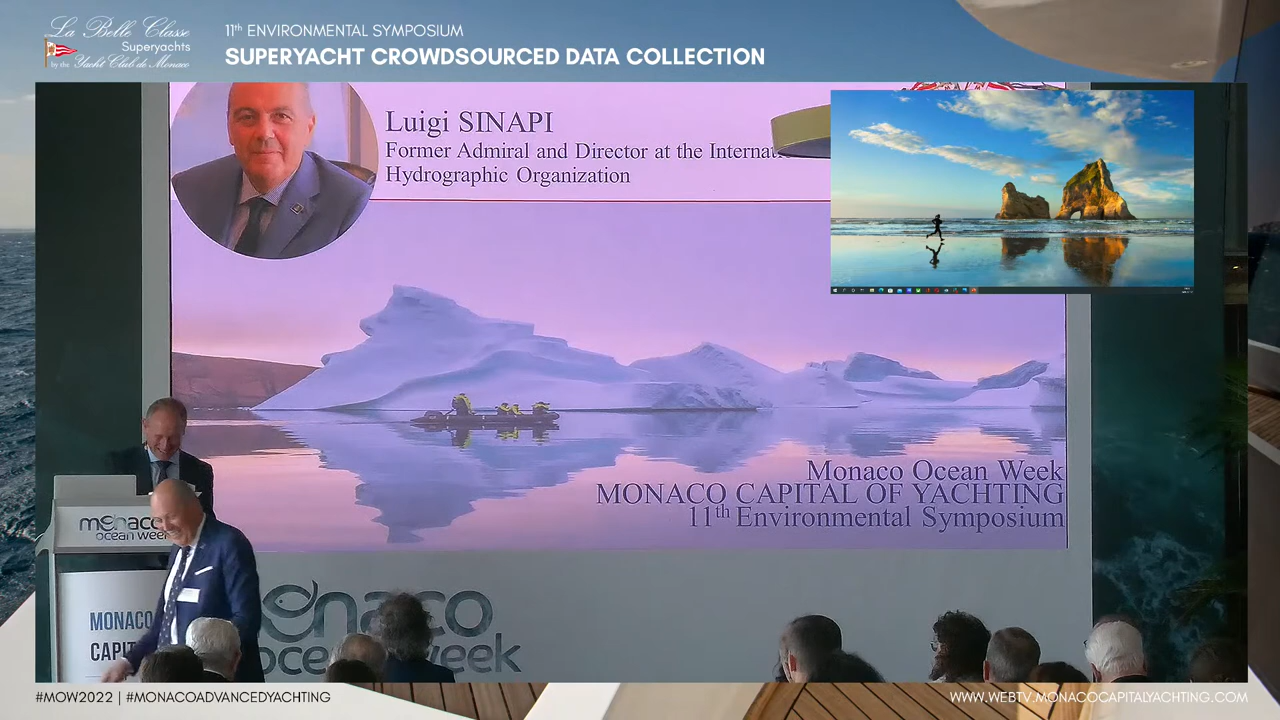 La Belle Classe
Superyachts
by the Yacht Club de Monaco
11th ENVIRONMENTAL SYMPOSIUM
SUPERYACHT CROWDSOURCED DATA COLLECTION
Luigi SINAPI
Former Admiral and Director at the Internat
Hydrographic Organization
Monaco Ocean Week
MONACO CAPITAL OF YACHTING
11th Environmental Symposium
monaco
ocean week
MONACO
CAPIT
monaco
ocean week
#MOW2022 | #MONACOADVANCEDYACHTING
WWW.WEBTV.MONACOCAPITALYACHTING.COM